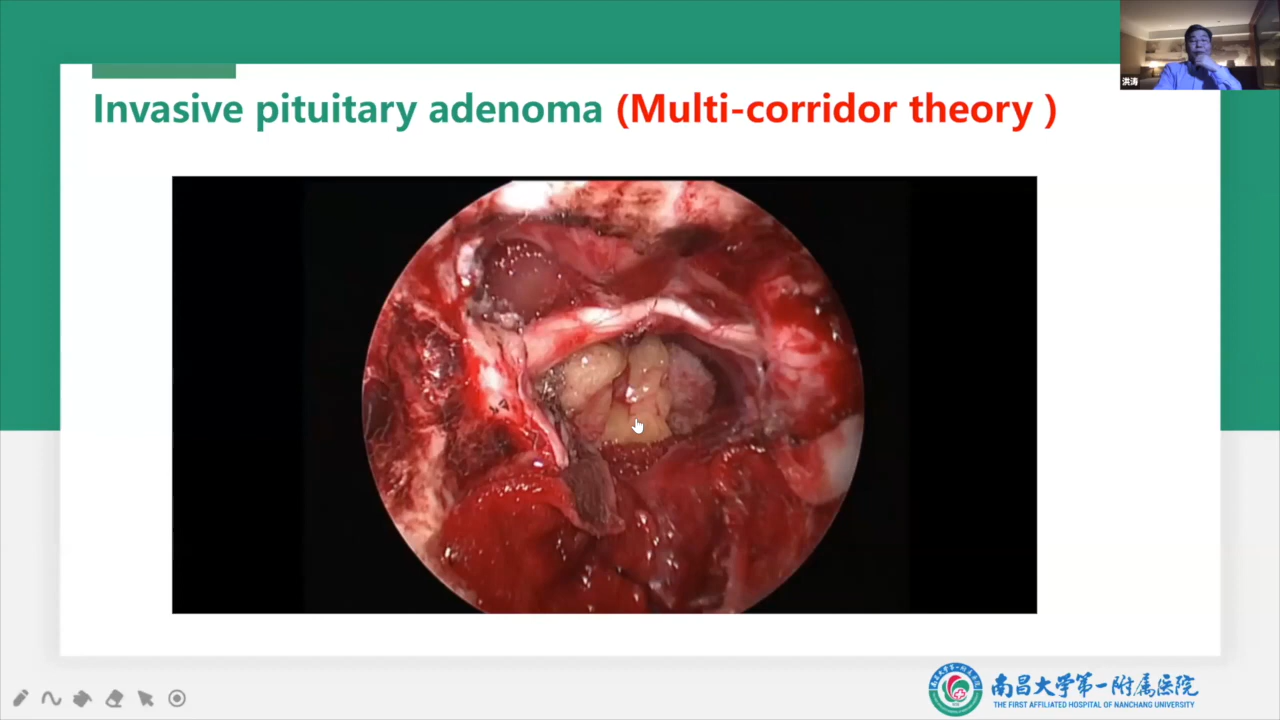 洪涛
Invasive pituitary adenoma (Multi-corridor theory )
南昌大学第一附属医院
THE FIRST AFFILIATED HOSPITAL OF NANCHANG UNIVERSITY